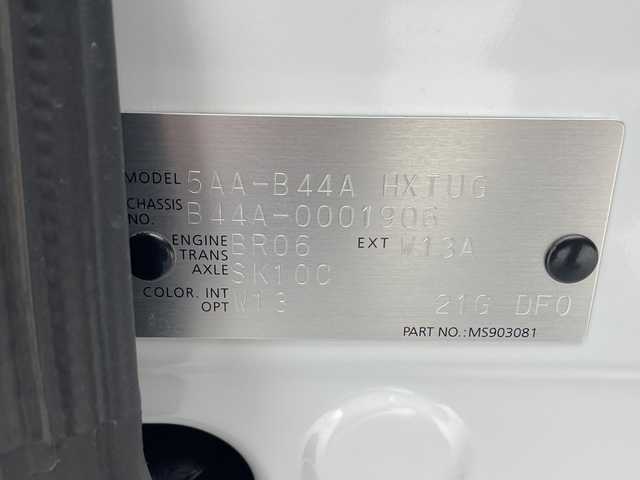 MODEL 5AA-B44A HXTUG
CHASSIS NO. B44A-0001906
ENGINE BR06 EXT W13A
TRANS AXLE SK10C
COLOR. INT
OPT W13 21G DF0
PART NO.:MS903081